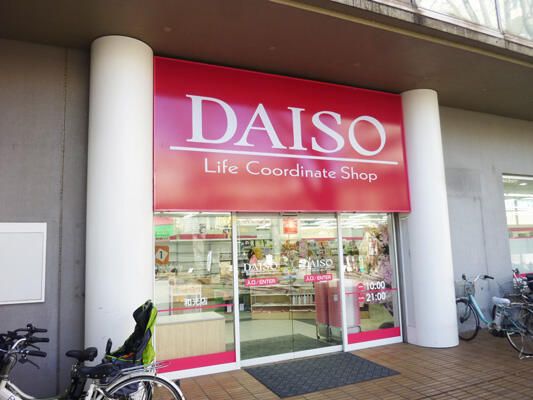 DAISO
Life Coordinate Shop
DAISO
DAISO
入口/ENTER
入口/ENTER
10:00
21:00